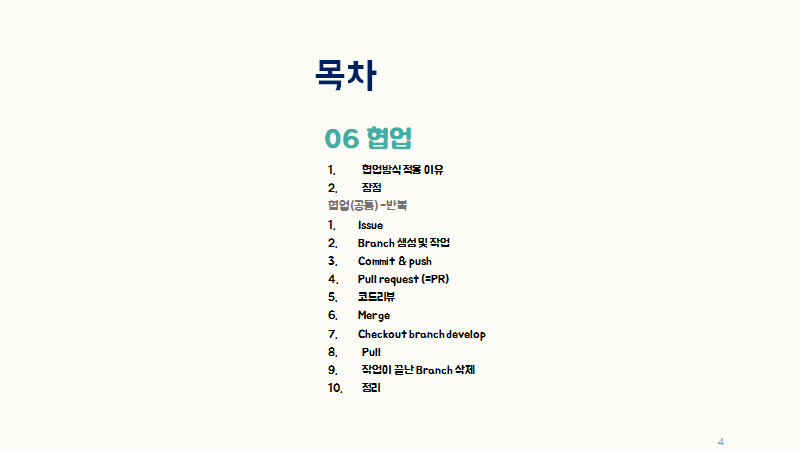 목차
06 협업
1. 협업방식 적용 이유
2. 장점
협업(공통) -반복
1. Issue
2. Branch 생성 및 작업
3. Commit & push
4. Pull request (=PR)
5. 코드리뷰
6. Merge
7. Checkout branch develop
8. Pull
9. 작업이 끝난 Branch 삭제
10. 정리
4